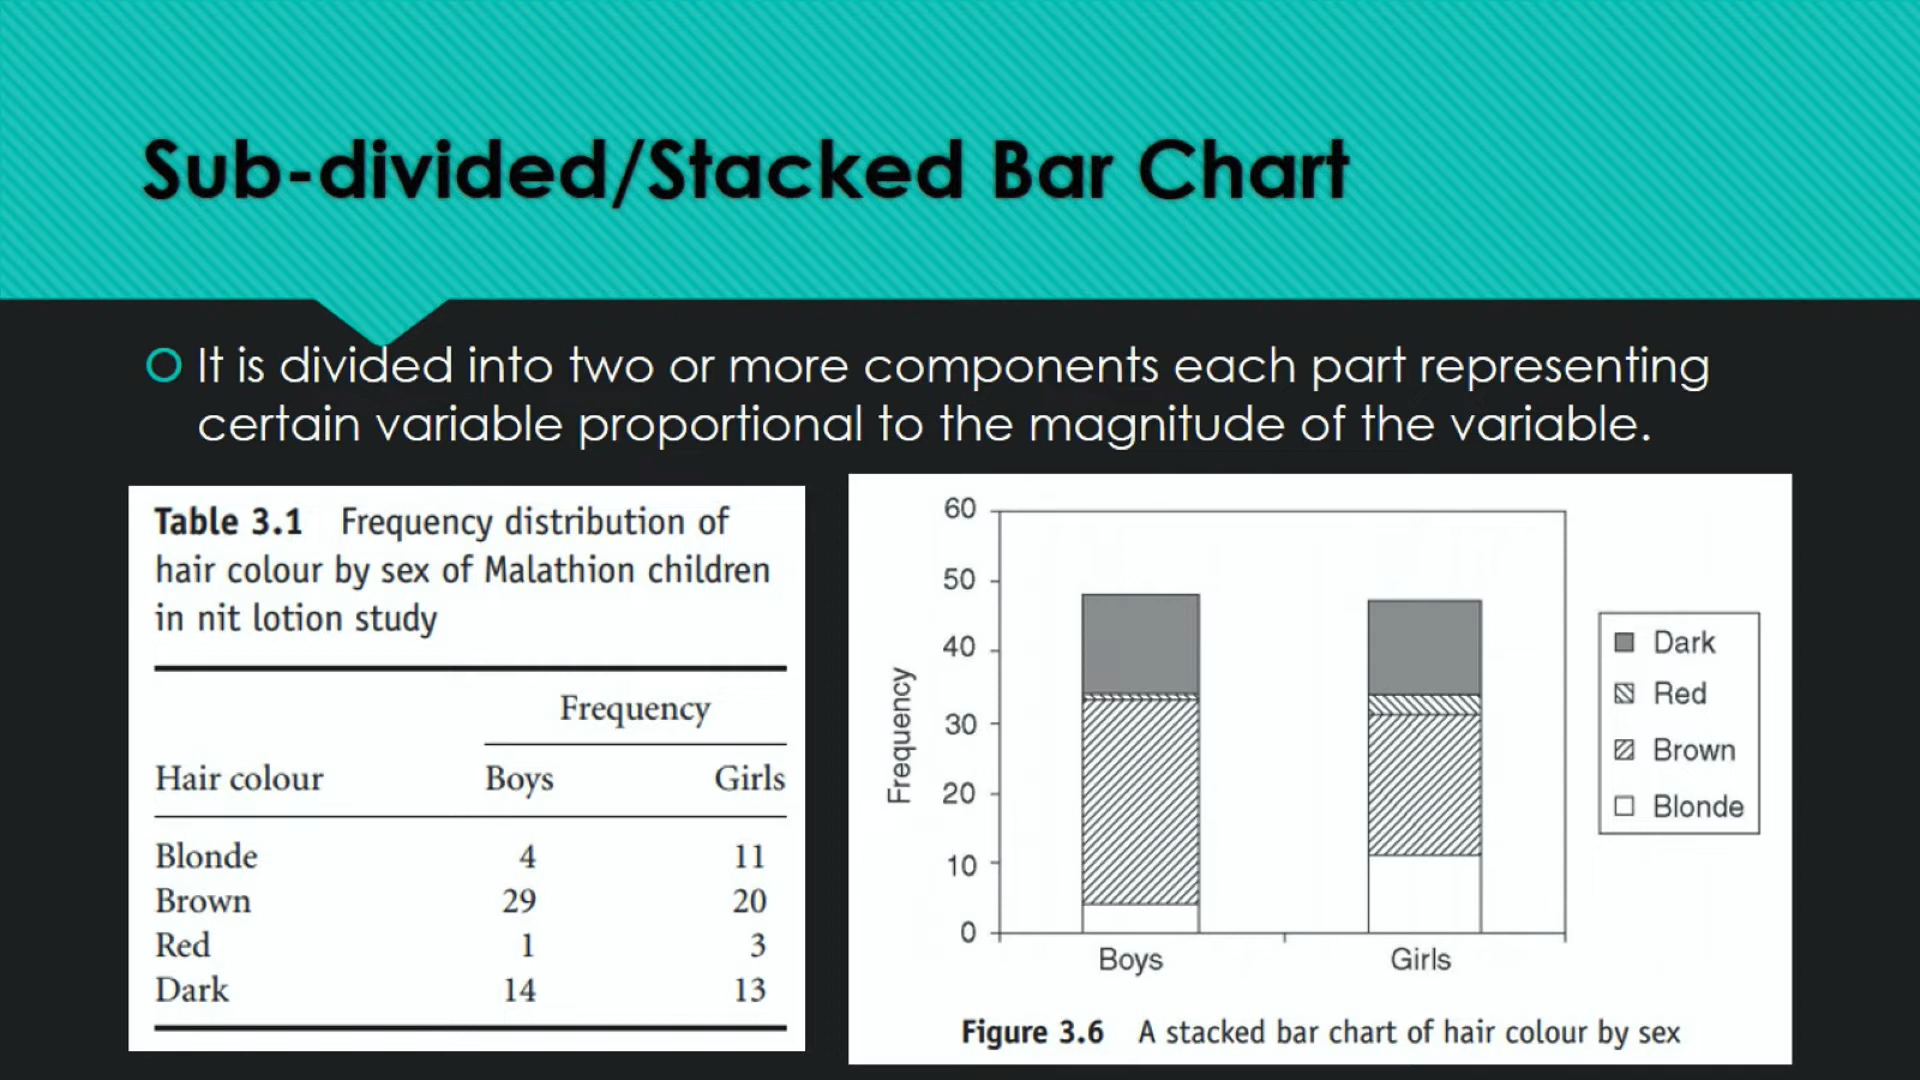 Sub-divided/Stacked Bar Chart
It is divided into two or more components each part representing
certain variable proportional to the magnitude of the variable.
Table 3.1 Frequency distribution of
hair colour by sex of Malathion children
in nit lotion study
Frequency
Hair colour Boys Girls
Blonde 4 11
Brown 29 20
Red 1 3
Dark 14 13
60
50
40
30
20
10
0
Frequency
Boys Girls
Dark
Red
Brown
Blonde
Figure 3.6 A stacked bar chart of hair colour by sex